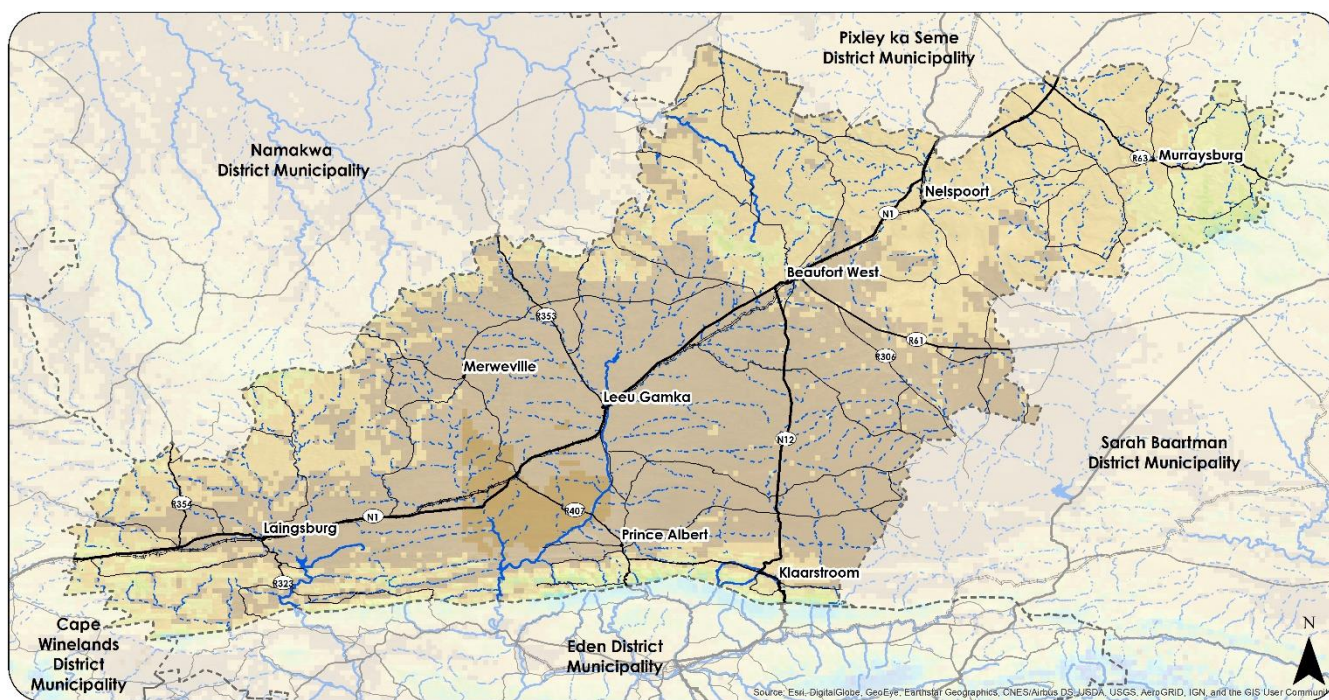 Pixley ka Seme
District Municipality
Namakwa
District Municipality
R63
Murraysburg
Nelspoort
N1
Beaufort West
R353
R61
R306
Merweville
Leeu Gamka
N12
Sarah Baartman
District Municipality
R354
N1
Laingsburg
R407
Prince Albert
Klaarstroom
R323
Cape
Winelands
District
Municipality
Eden District
Municipality
N
Source: Esri, DigitalGlobe, GeoEye, Earthstar Geographics, CNES/Airbus DS, USDA, USGS, AeroGRID, IGN, and the GIS User Commun